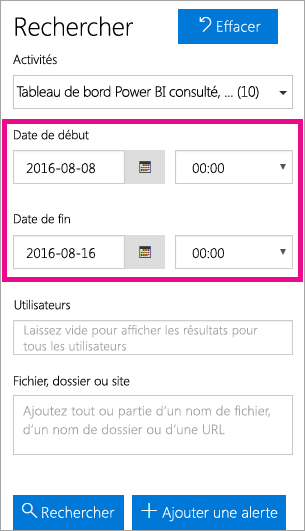 Rechercher
Effacer
Activités
Tableau de bord Power BI consulté, ... (10)
Date de début
2016-08-08
00:00
Date de fin
2016-08-16
00:00
Utilisateurs
Laissez vide pour afficher les résultats pour
tous les utilisateurs
Fichier, dossier ou site
Ajoutez tout ou partie d'un nom de fichier,
d'un nom de dossier ou d'une URL
Rechercher
Ajouter une alerte